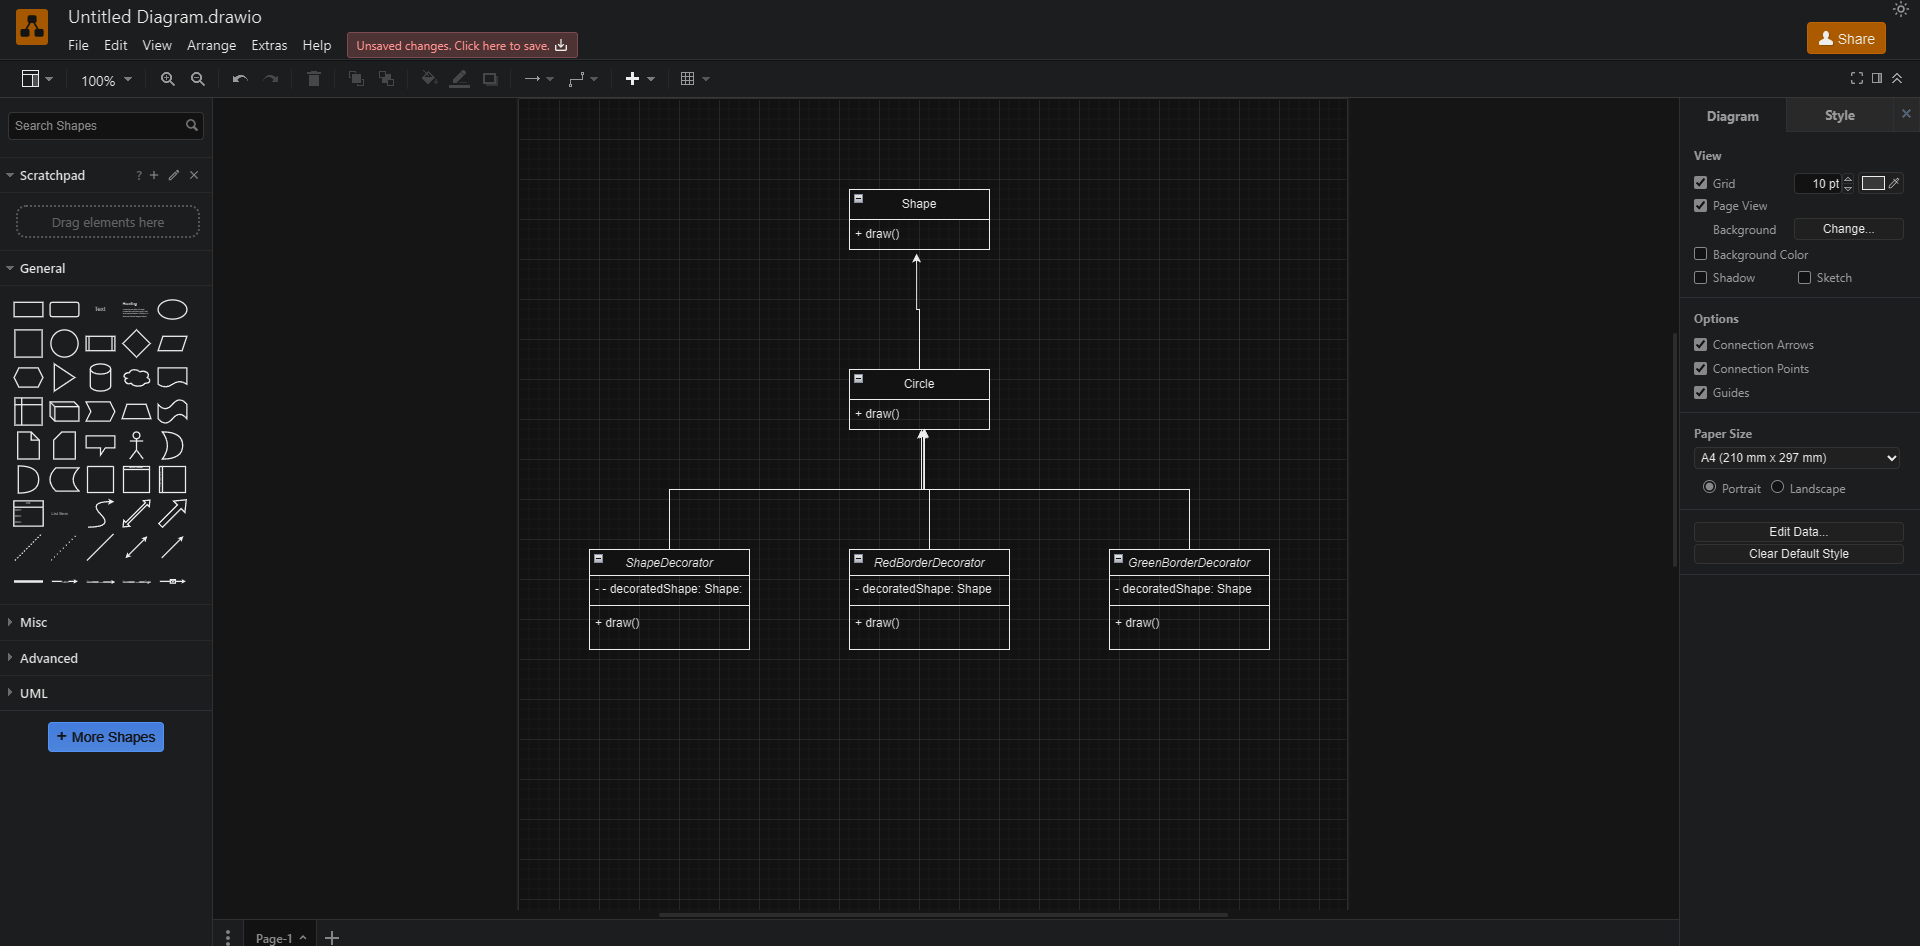 Untitled Diagram.drawio
File Edit View Arrange Extras Help Unsaved changes. Click here to save.
Share
100%
Search Shapes
Scratchpad ? + ×
Drag elements here
General
Text
Heading
Misc
Advanced
UML
+ More Shapes
Shape
+ draw()
Circle
+ draw()
ShapeDecorator
- - decoratedShape: Shape:
+ draw()
RedBorderDecorator
- decoratedShape: Shape
+ draw()
GreenBorderDecorator
- decoratedShape: Shape
+ draw()
Page-1
Diagram Style
View
Grid 10 pt
Page View
Background Change...
Background Color
Shadow Sketch
Options
Connection Arrows
Connection Points
Guides
Paper Size
A4 (210 mm x 297 mm)
Portrait Landscape
Edit Data...
Clear Default Style